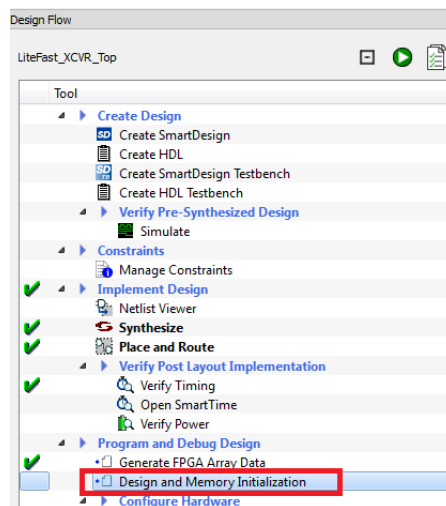 Design Flow
LiteFast_XCVR_Top
Tool
Create Design
SD Create SmartDesign
Create HDL
SD Create SmartDesign Testbench
Create HDL Testbench
Verify Pre-Synthesized Design
Simulate
Constraints
Manage Constraints
Implement Design
Netlist Viewer
Synthesize
Place and Route
Verify Post Layout Implementation
Verify Timing
Open SmartTime
Verify Power
Program and Debug Design
Generate FPGA Array Data
Design and Memory Initialization
Configure Hardware